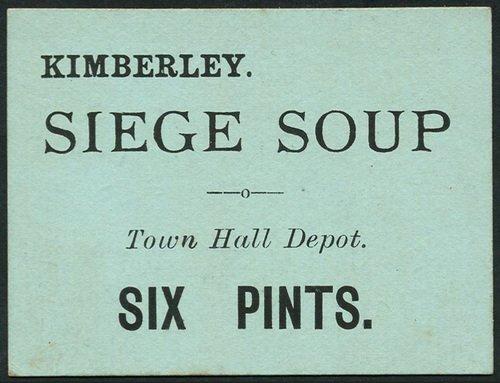 KIMBERLEY.
SIEGE SOUP
Town Hall Depot.
SIX PINTS.